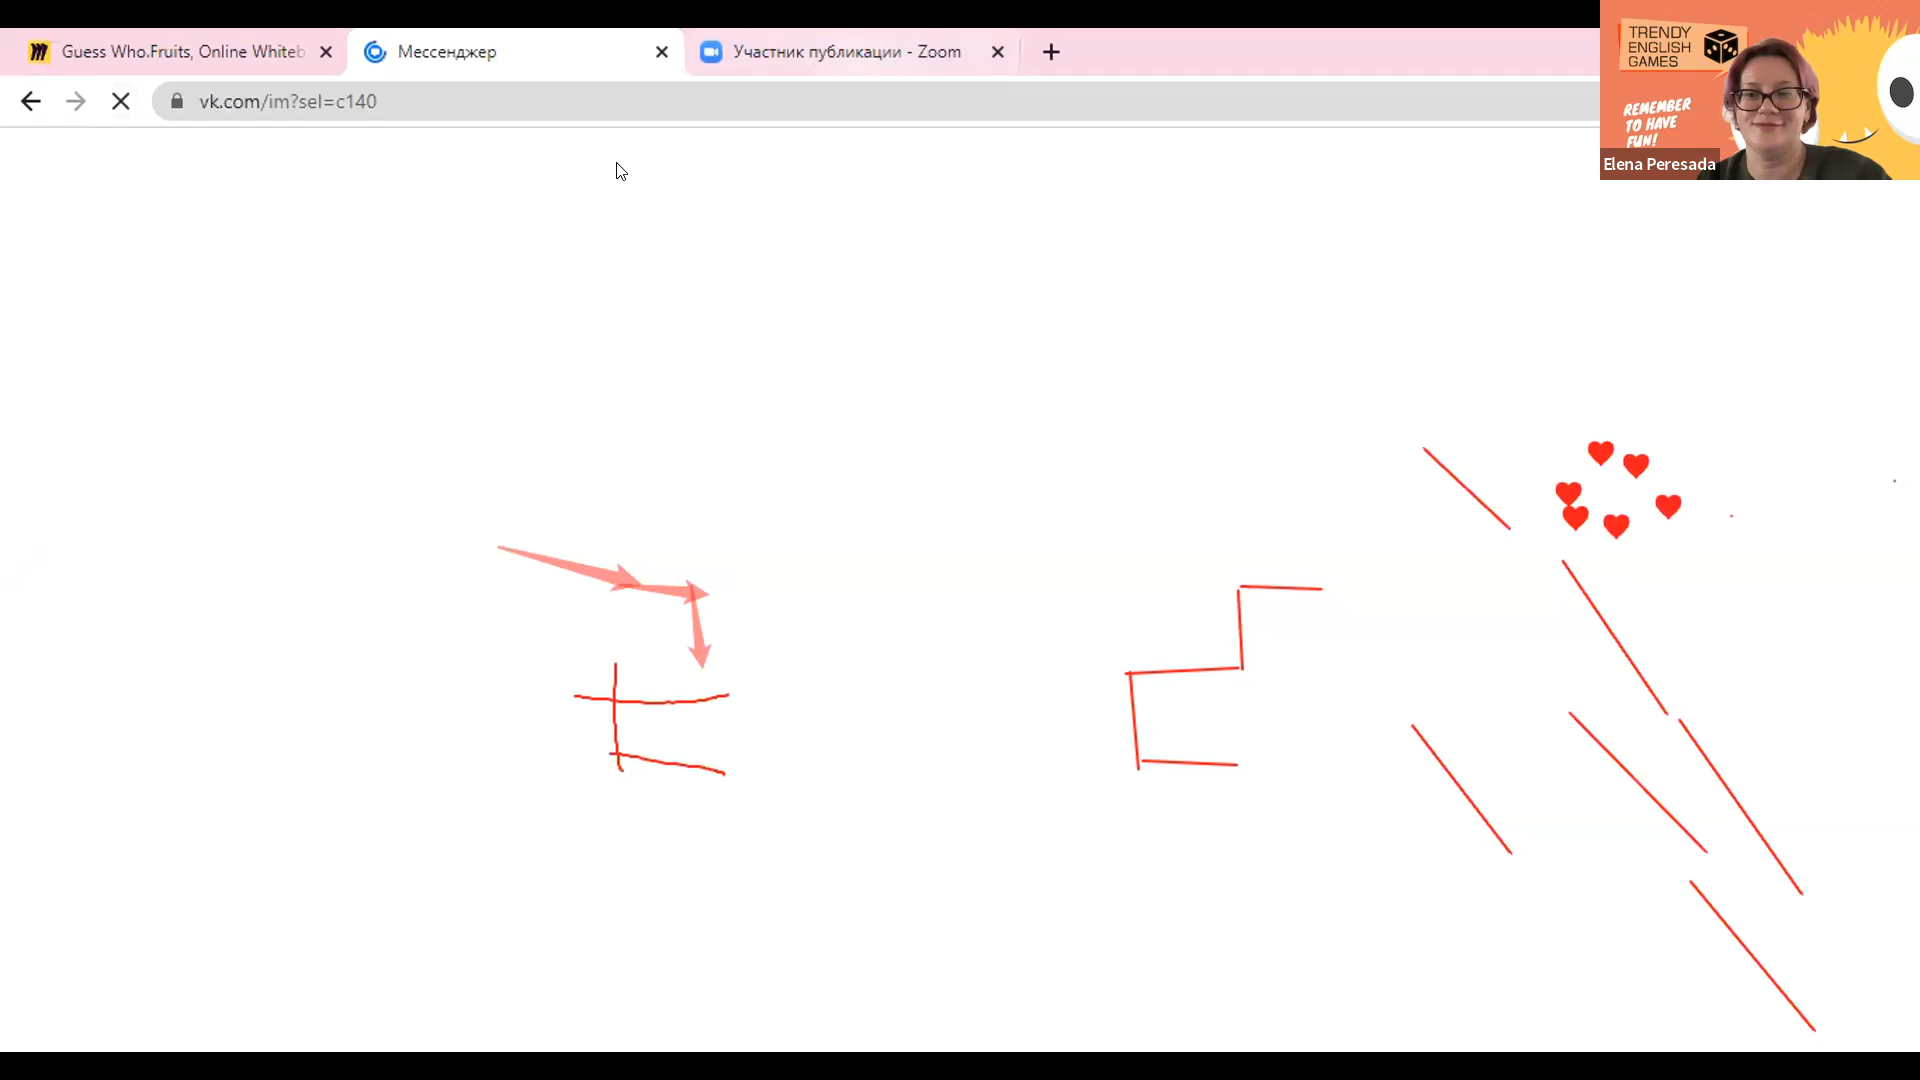 Guess Who.Fruits, Online Whiteb
Мессенджер
Участник публикации - Zoom
vk.com/im?sel=c140
TRENDY
ENGLISH
GAMES
REMEMBER
TO HAVE
FUN!
Elena Peresada